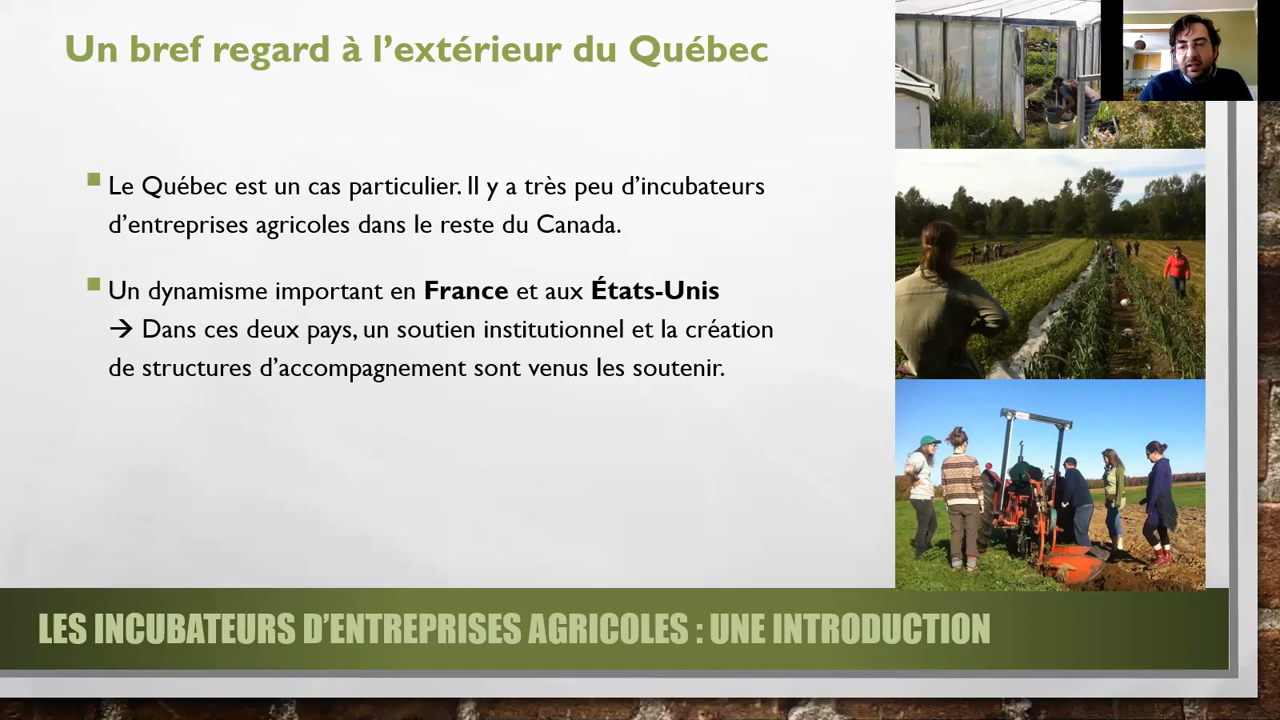 Un bref regard à l’extérieur du Québec
Le Québec est un cas particulier. Il y a très peu d’incubateurs
d’entreprises agricoles dans le reste du Canada.
Un dynamisme important en France et aux États-Unis
→ Dans ces deux pays, un soutien institutionnel et la création
de structures d’accompagnement sont venus les soutenir.
LES INCUBATEURS D’ENTREPRISES AGRICOLES : UNE INTRODUCTION